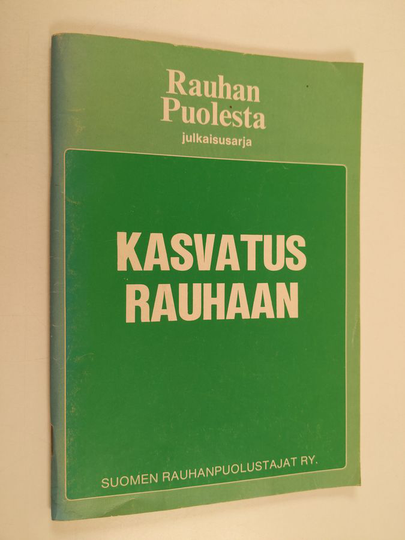 Rauhan
Puolesta
julkaisusarja
KASVATUS
RAUHAAN
SUOMEN RAUHANPUOLUSTAJAT RY.